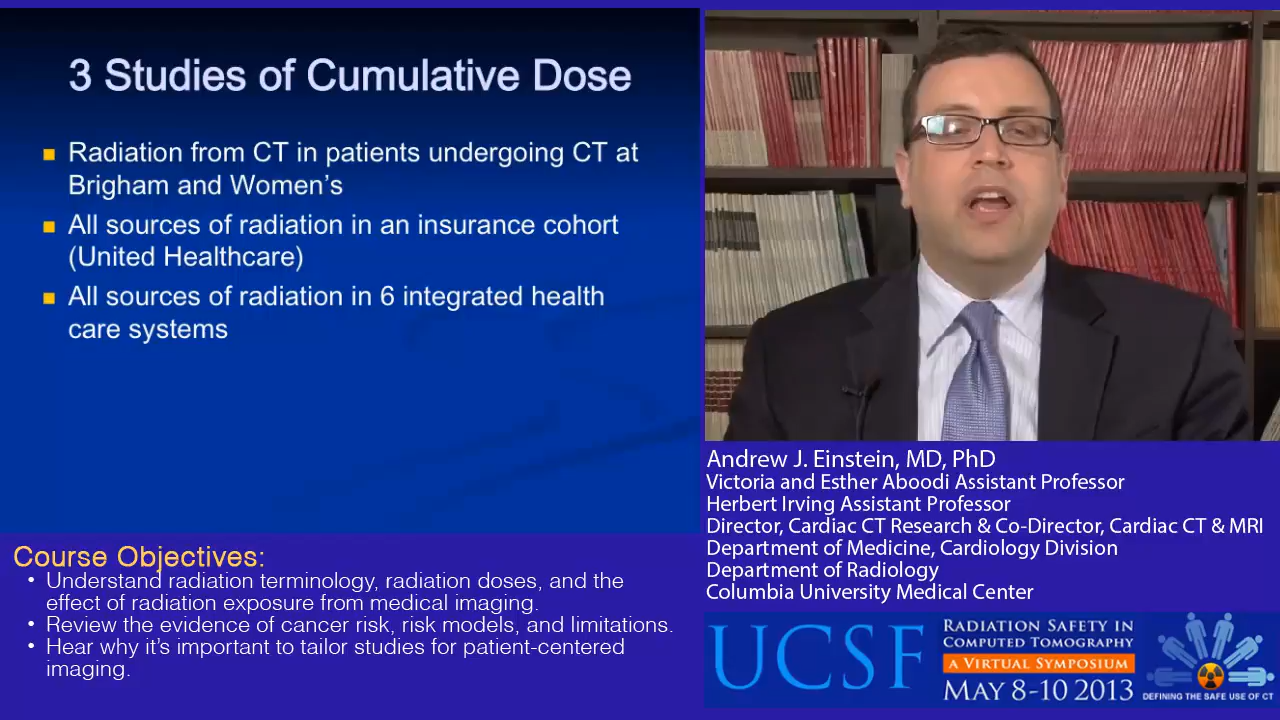 3 Studies of Cumulative Dose
Radiation from CT in patients undergoing CT at
Brigham and Women's
All sources of radiation in an insurance cohort
(United Healthcare)
All sources of radiation in 6 integrated health
care systems
Course Objectives:
• Understand radiation terminology, radiation doses, and the
effect of radiation exposure from medical imaging.
• Review the evidence of cancer risk, risk models, and limitations.
• Hear why it's important to tailor studies for patient-centered
imaging.
Andrew J. Einstein, MD, PhD
Victoria and Esther Aboodi Assistant Professor
Herbert Irving Assistant Professor
Director, Cardiac CT Research & Co-Director, Cardiac CT & MRI
Department of Medicine, Cardiology Division
Department of Radiology
Columbia University Medical Center
UCSF
RADIATION SAFETY IN
COMPUTED TOMOGRAPHY
A VIRTUAL SYMPOSIUM
MAY 8-10 2013
DEFINING THE SAFE USE OF CT